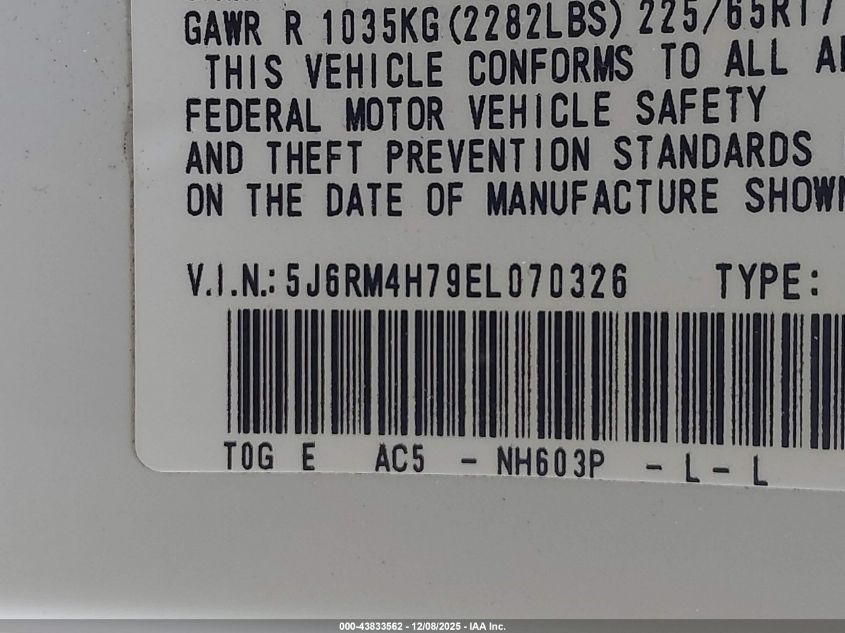 GAWR R 1035KG(2282LBS) 225/65R17
THIS VEHICLE CONFORMS TO ALL
FEDERAL MOTOR VEHICLE SAFETY
AND THEFT PREVENTION STANDARDS
ON THE DATE OF MANUFACTURE SHOWN
V.I.N.: 5J6RM4H79EL070326 TYPE:
T0G E AC5 - NH603P - L - L
000-43833562 - 12/08/2025 - IAA Inc.